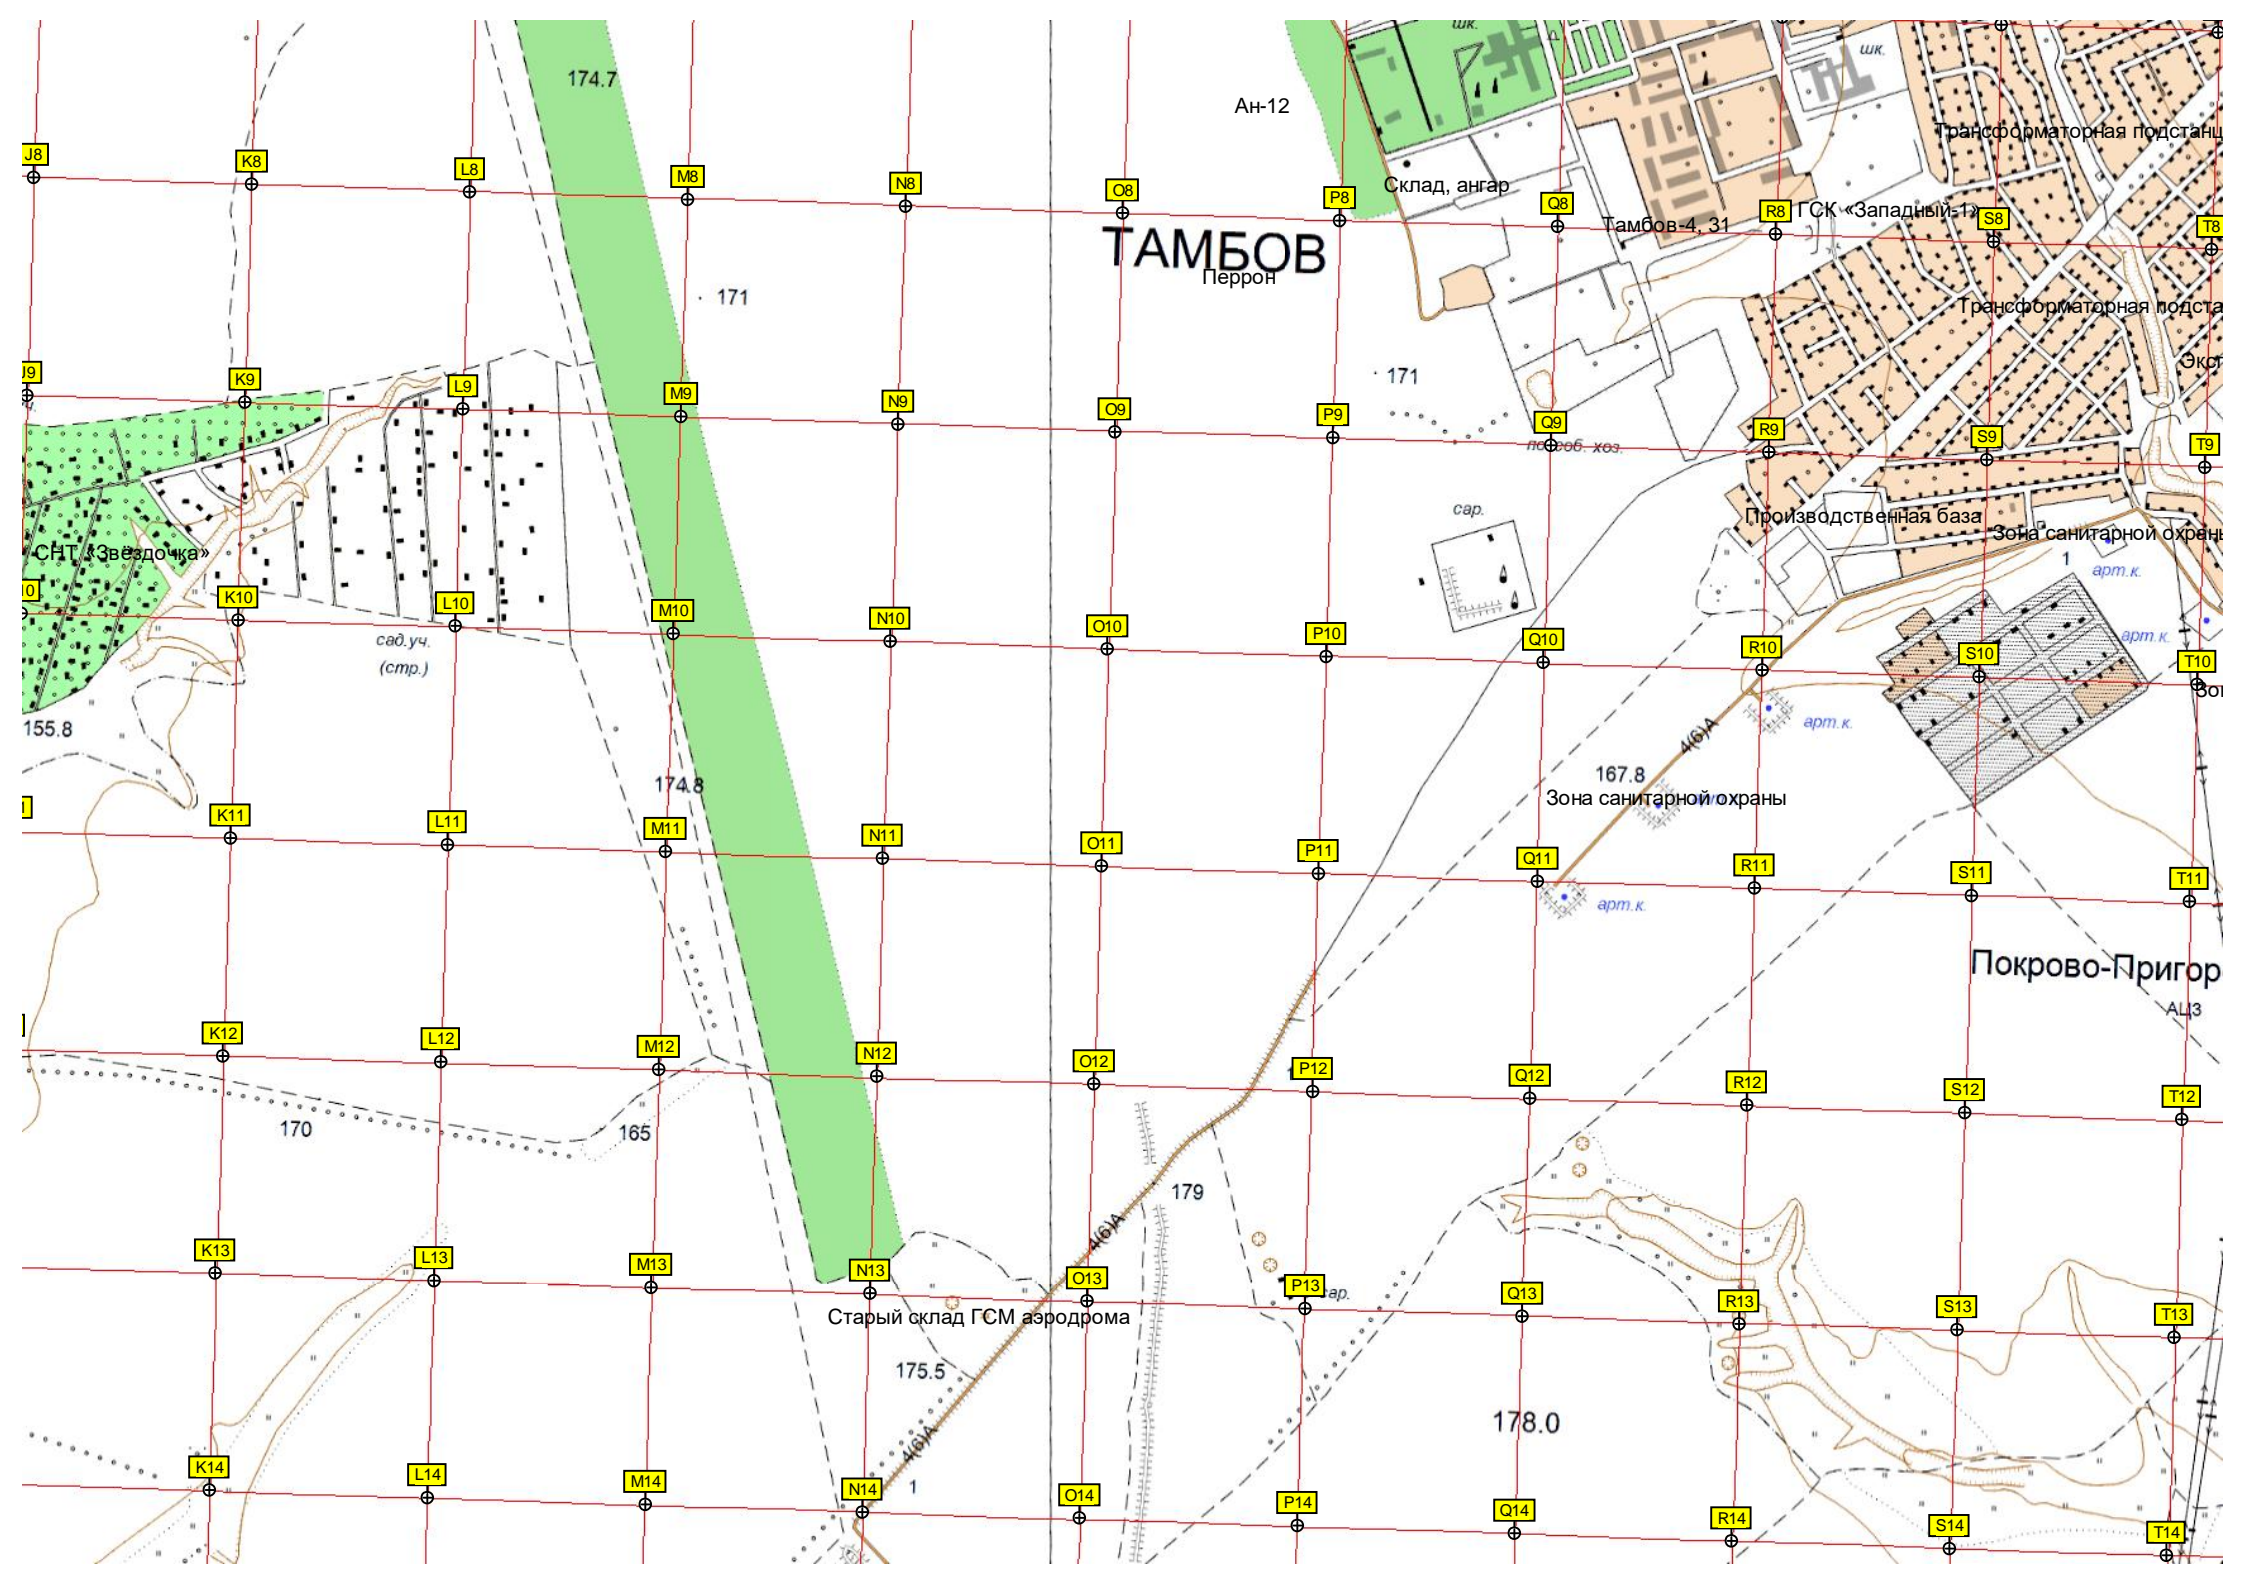 шк.
174.7
шк.
Ан-12
Трансформаторная подстанц
J8
K8
L8
M8
N8
O8
P8
Склад, ангар
Q8
Тамбов-4, 31
R8
ГСК «Западный-1»
S8
T8
ТАМБОВ
Перрон
171
Трансформаторная подста
Эксп
171
J9
K9
L9
M9
N9
O9
P9
Q9
R9
S9
T9
сар.
Производственная база
Зона санитарной охраны
СНТ «Звёздочка»
1
арт.к.
арт.к.
K10
L10
M10
N10
O10
P10
Q10
R10
S10
T10
сад.уч.
(стр.)
Зон
155.8
арт.к.
4(6)А
174.8
167.8
Зона санитарной охраны
K11
L11
M11
N11
O11
P11
Q11
R11
S11
T11
арт.к.
Покрово-Пригор
АЦЗ
K12
L12
M12
N12
O12
P12
Q12
R12
S12
T12
170
165
179
4(6)А
K13
L13
M13
N13
O13
P13
сар.
Q13
R13
S13
T13
Старый склад ГСМ аэродрома
175.5
178.0
4(6)А
K14
L14
M14
N14
1
O14
P14
Q14
R14
S14
T14